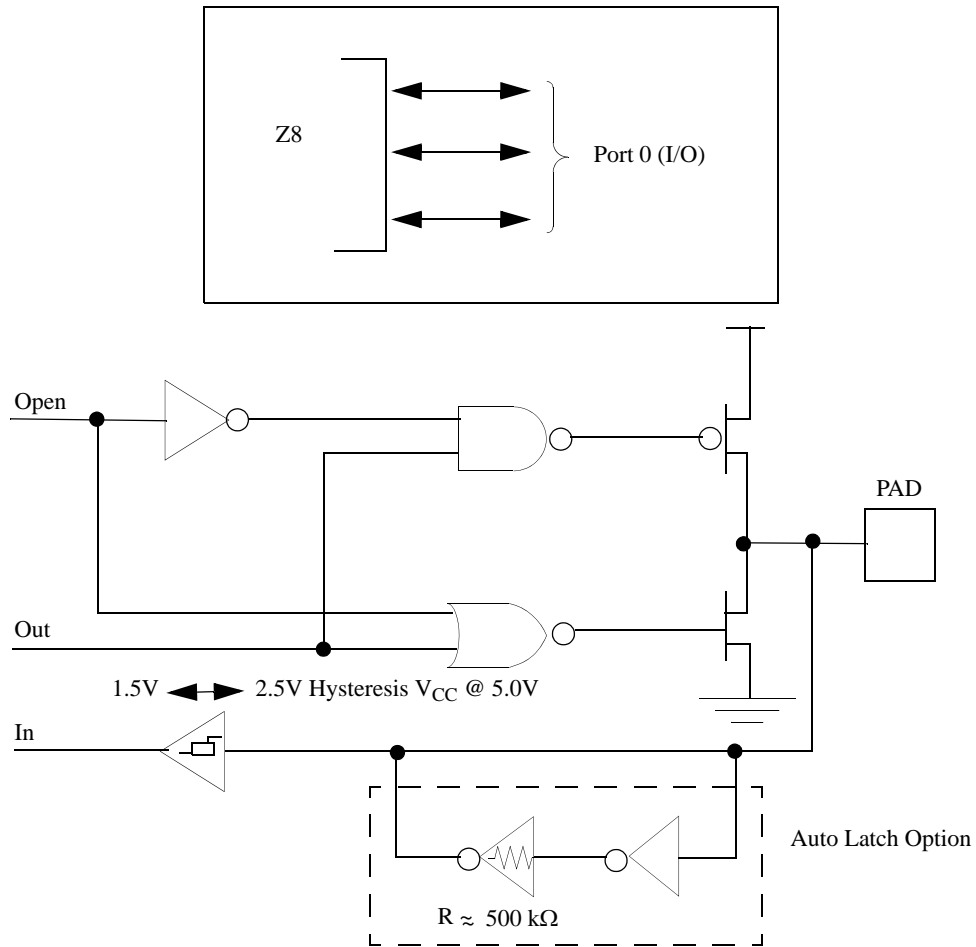 Z8
Port 0 (I/O)
Open
PAD
Out
1.5V 2.5V Hysteresis VCC @ 5.0V
In
Auto Latch Option
R ≈ 500 kΩ